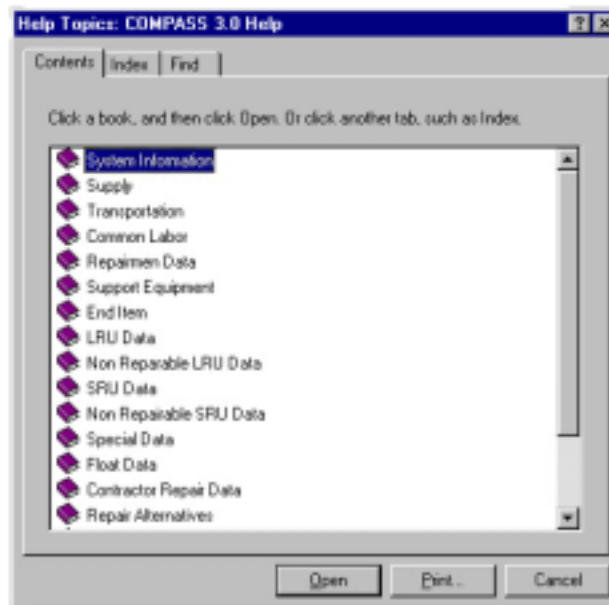 Help Topics: COMPASS 3.0 Help
Contents Index Find
Click a book, and then click Open. Or click another tab, such as Index.
System Information
Supply
Transportation
Common Labor
Repairmen Data
Support Equipment
End Item
LRU Data
Non Reparable LRU Data
SRU Data
Non Repairable SRU Data
Special Data
Float Data
Contractor Repair Data
Repair Alternatives
Open Print... Cancel